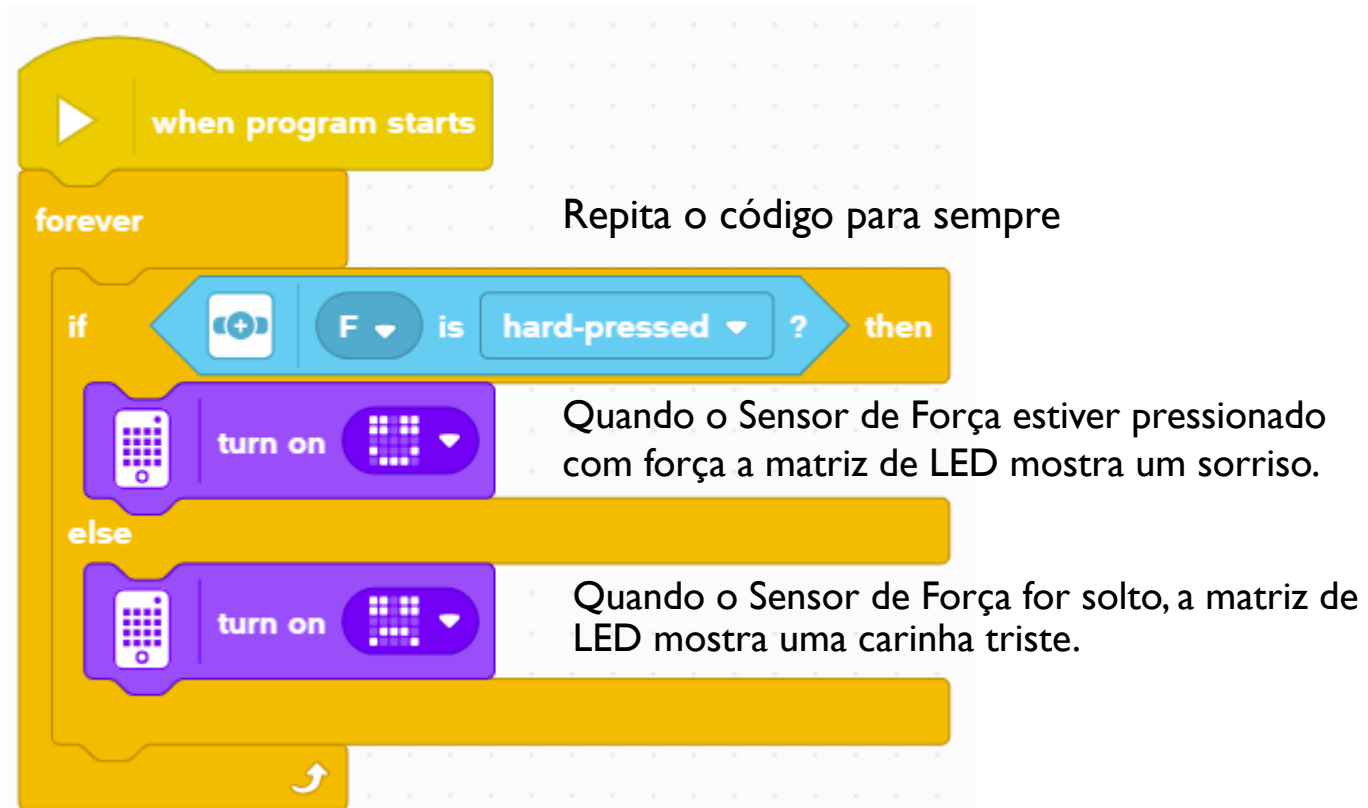 when program starts
forever
Repita o código para sempre
if F is hard-pressed ? then
turn on
Quando o Sensor de Força estiver pressionado
com força a matriz de LED mostra um sorriso.
else
turn on
Quando o Sensor de Força for solto, a matriz de
LED mostra uma carinha triste.